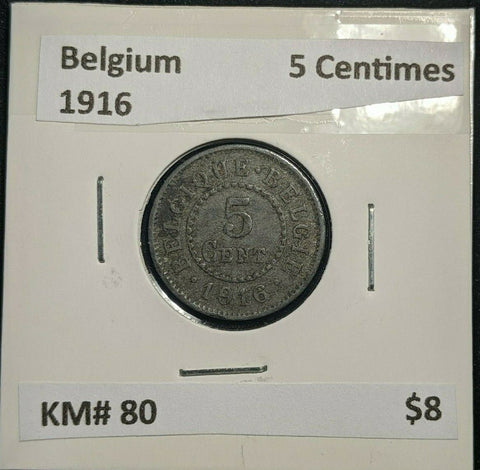 Belgium 5 Centimes
1916
BELGIQUE · BELGIË
5
CENT.
· 1916 ·
KM# 80 $8